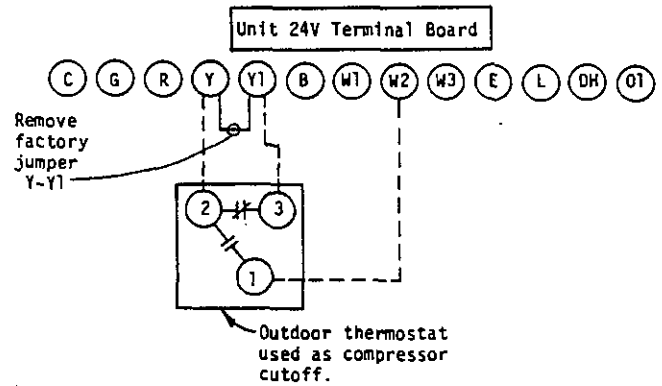 Unit 24V Terminal Board
C G R Y Y1 B W1 W2 W3 E L DH O1
Remove
factory
jumper
Y-Y1
2 3
1
Outdoor thermostat
used as compressor
cutoff.